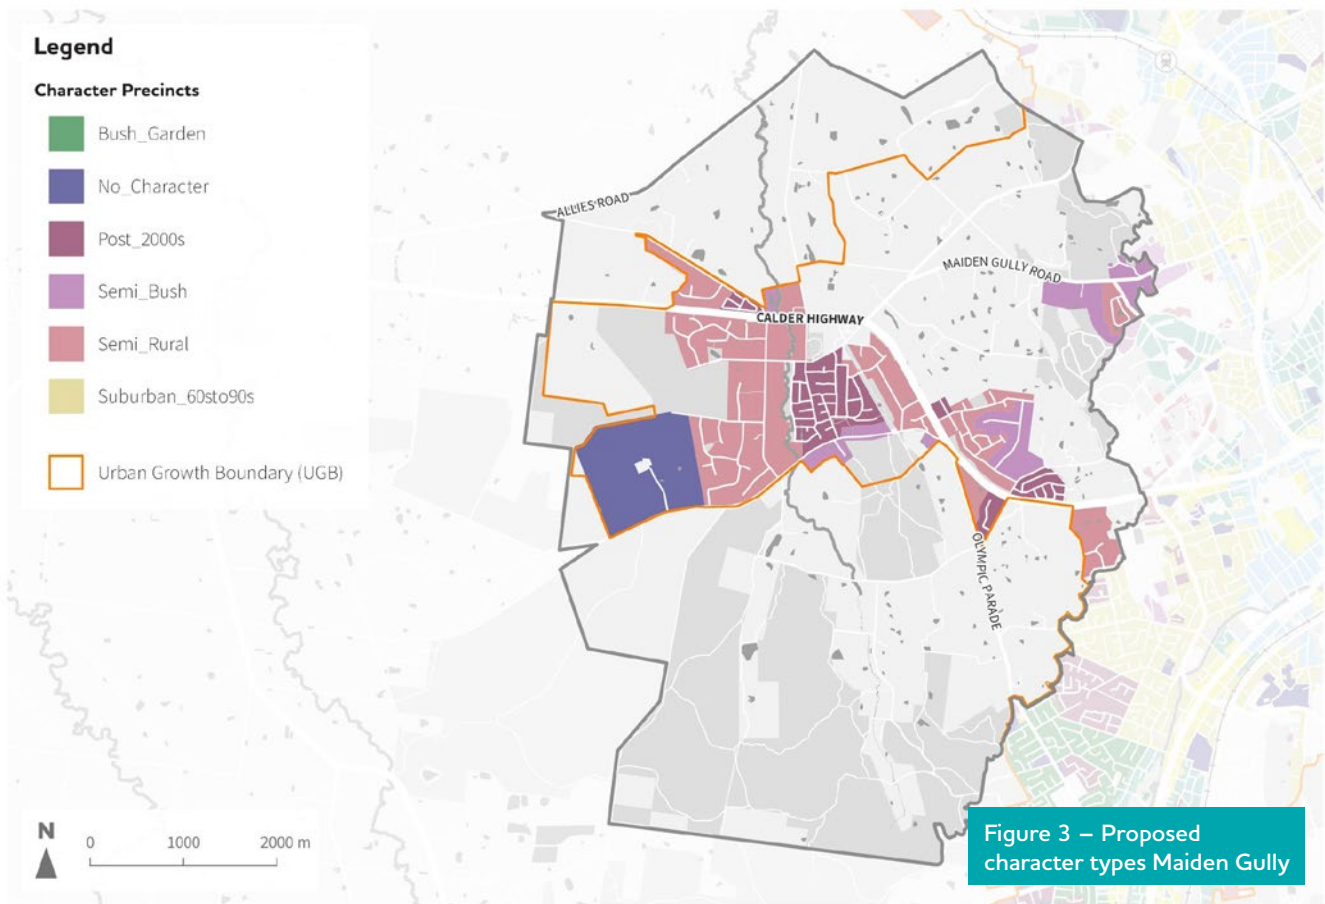 Legend
Character Precincts
Bush_Garden
No_Character
Post_2000s
Semi_Bush
Semi_Rural
Suburban_60sto90s
Urban Growth Boundary (UGB)
ALLIES ROAD
MAIDEN GULLY ROAD
CALDER HIGHWAY
OLYMPIC PARADE
N
0 1000 2000 m
Figure 3 – Proposed
character types Maiden Gully